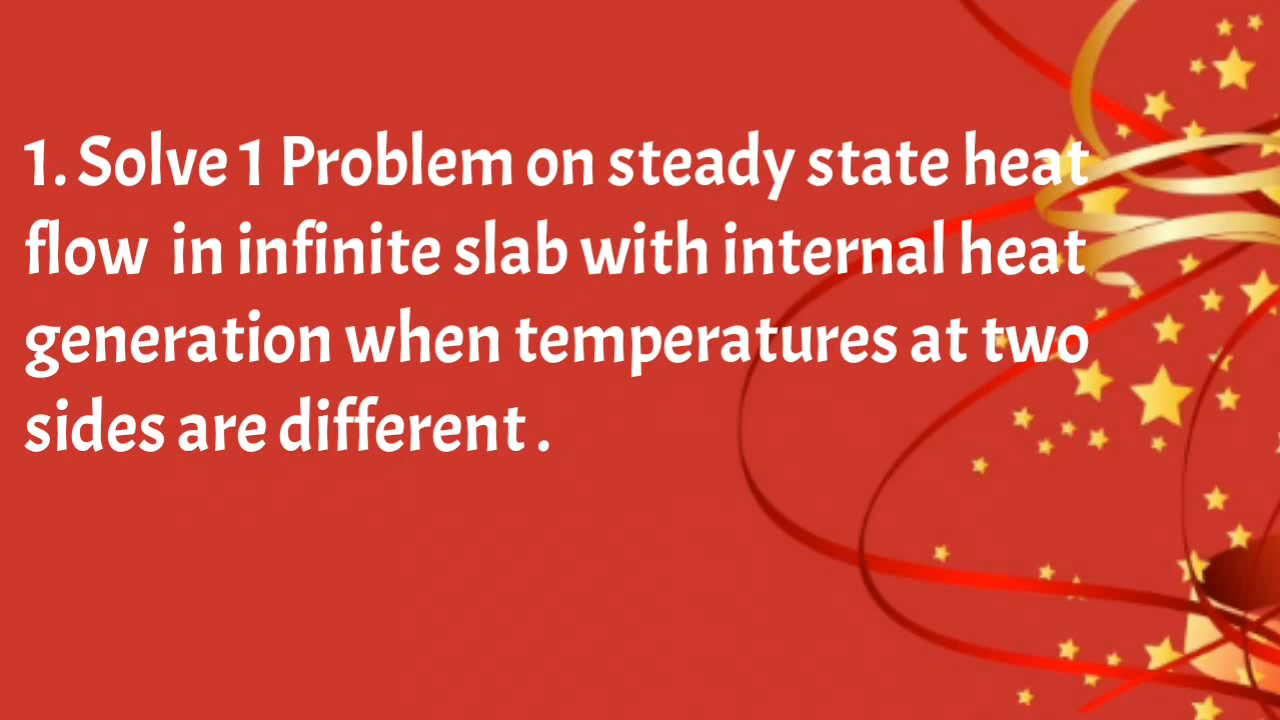 1. Solve 1 Problem on steady state heat
flow in infinite slab with internal heat
generation when temperatures at two
sides are different .